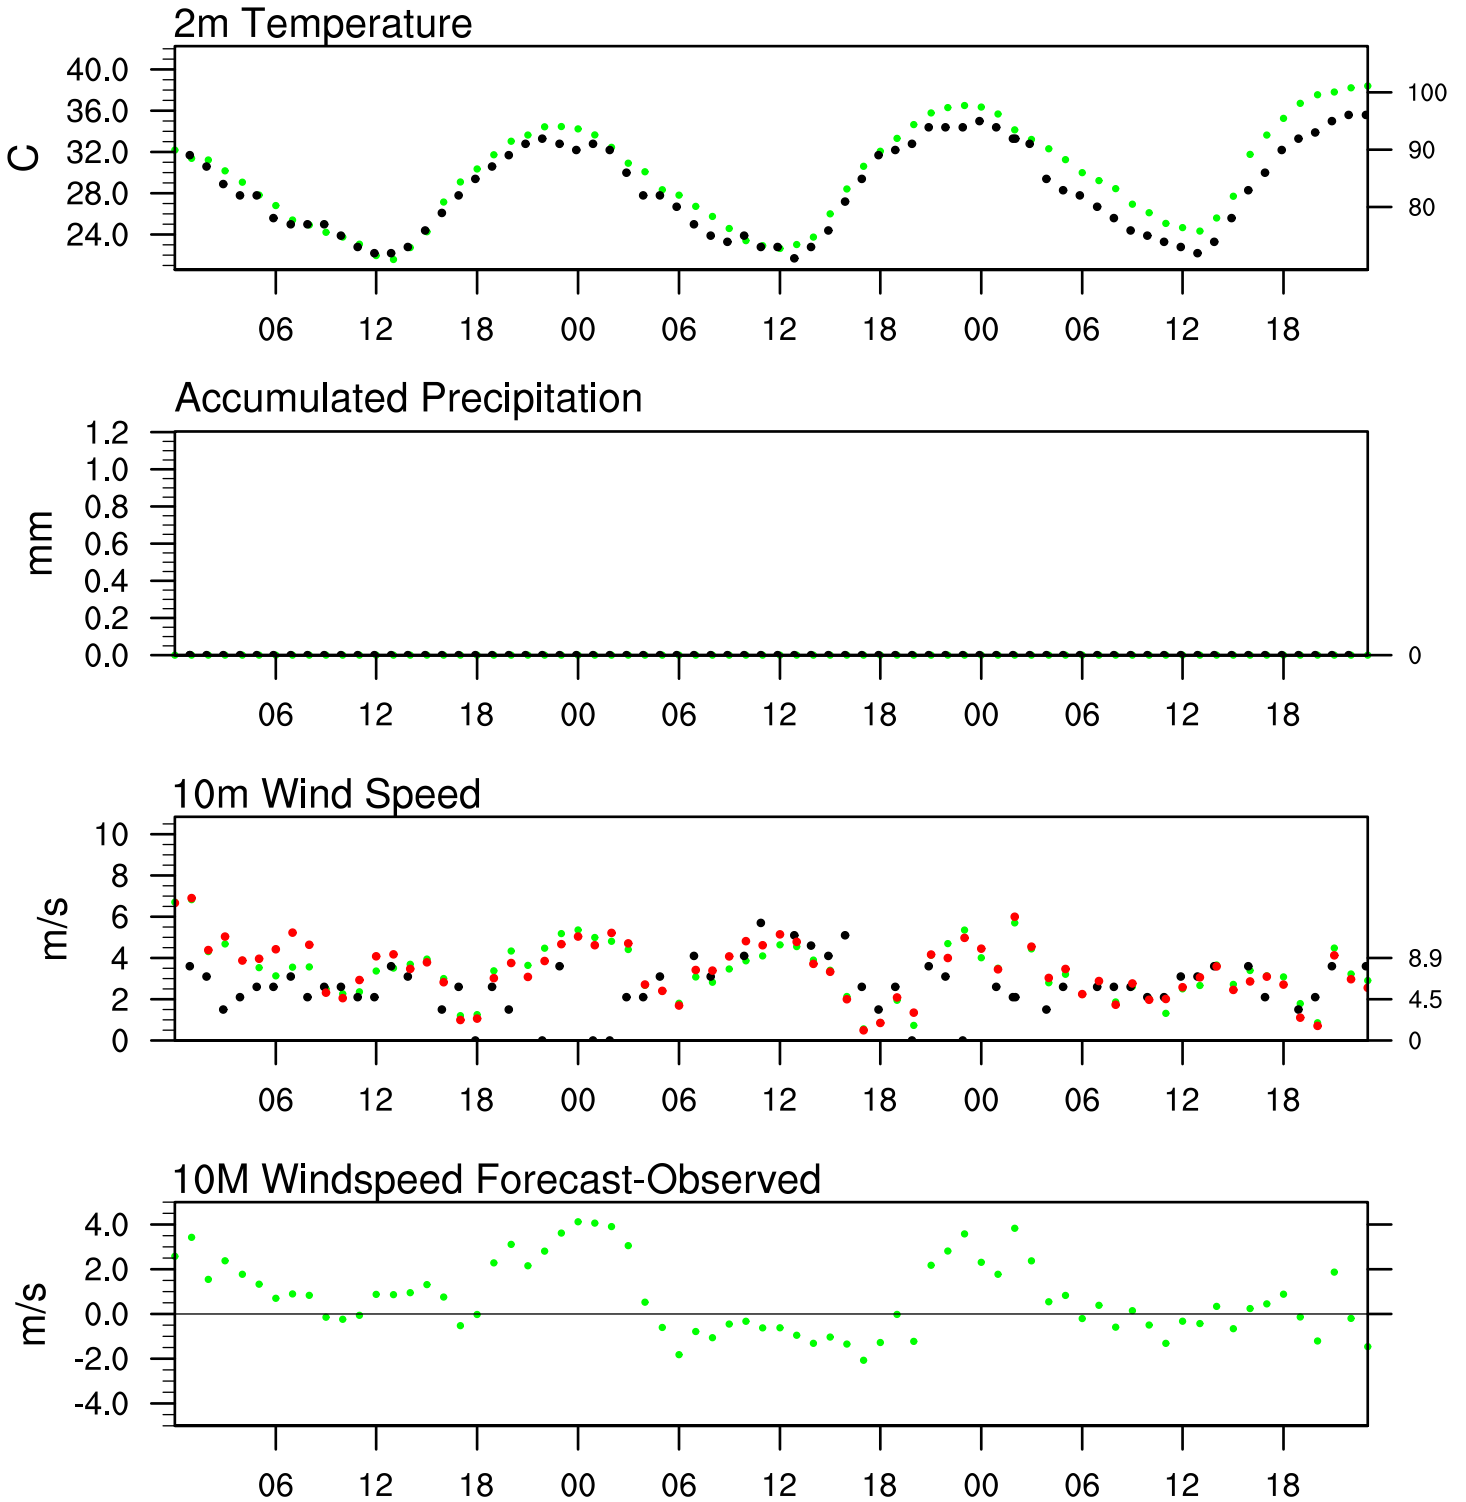 2m Temperature
40.0
36.0
32.0
28.0
24.0
C
100
90
80
06 12 18 00 06 12 18 00 06 12 18
Accumulated Precipitation
1.2
1.0
0.8
0.6
0.4
0.2
0.0
mm
0
06 12 18 00 06 12 18 00 06 12 18
10m Wind Speed
10
8
6
4
2
0
m/s
8.9
4.5
0
06 12 18 00 06 12 18 00 06 12 18
10M Windspeed Forecast-Observed
4.0
2.0
0.0
-2.0
-4.0
m/s
06 12 18 00 06 12 18 00 06 12 18